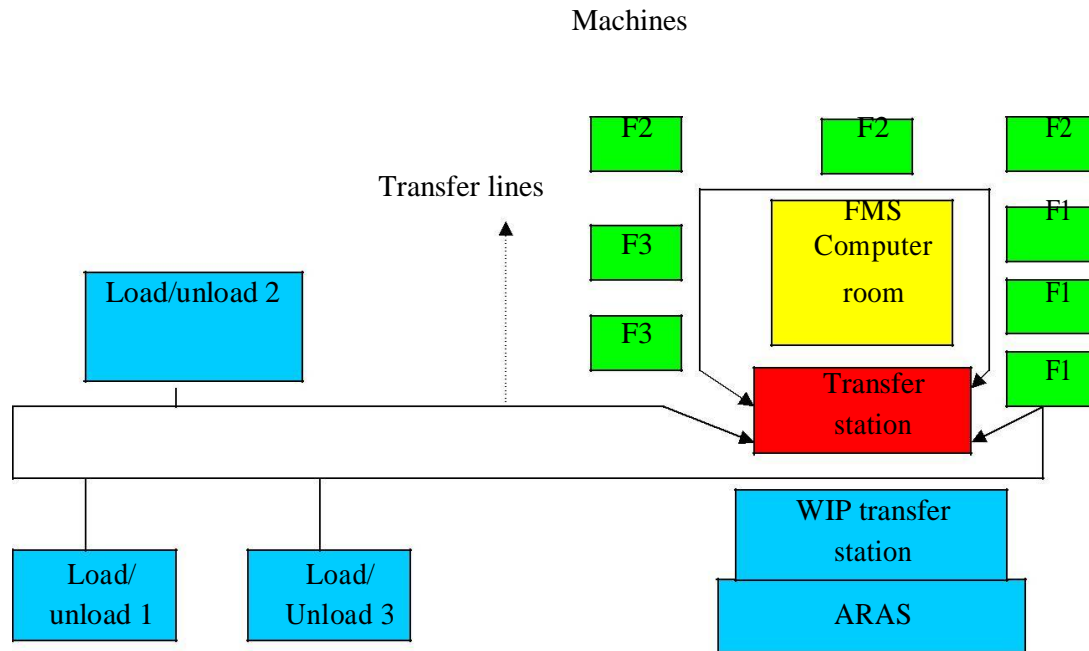 Machines
F2
F2
F2
Transfer lines
F3
FMS
Computer
room
F1
Load/unload 2
F3
F1
Transfer
station
F1
WIP transfer
station
Load/
unload 1
Load/
Unload 3
ARAS